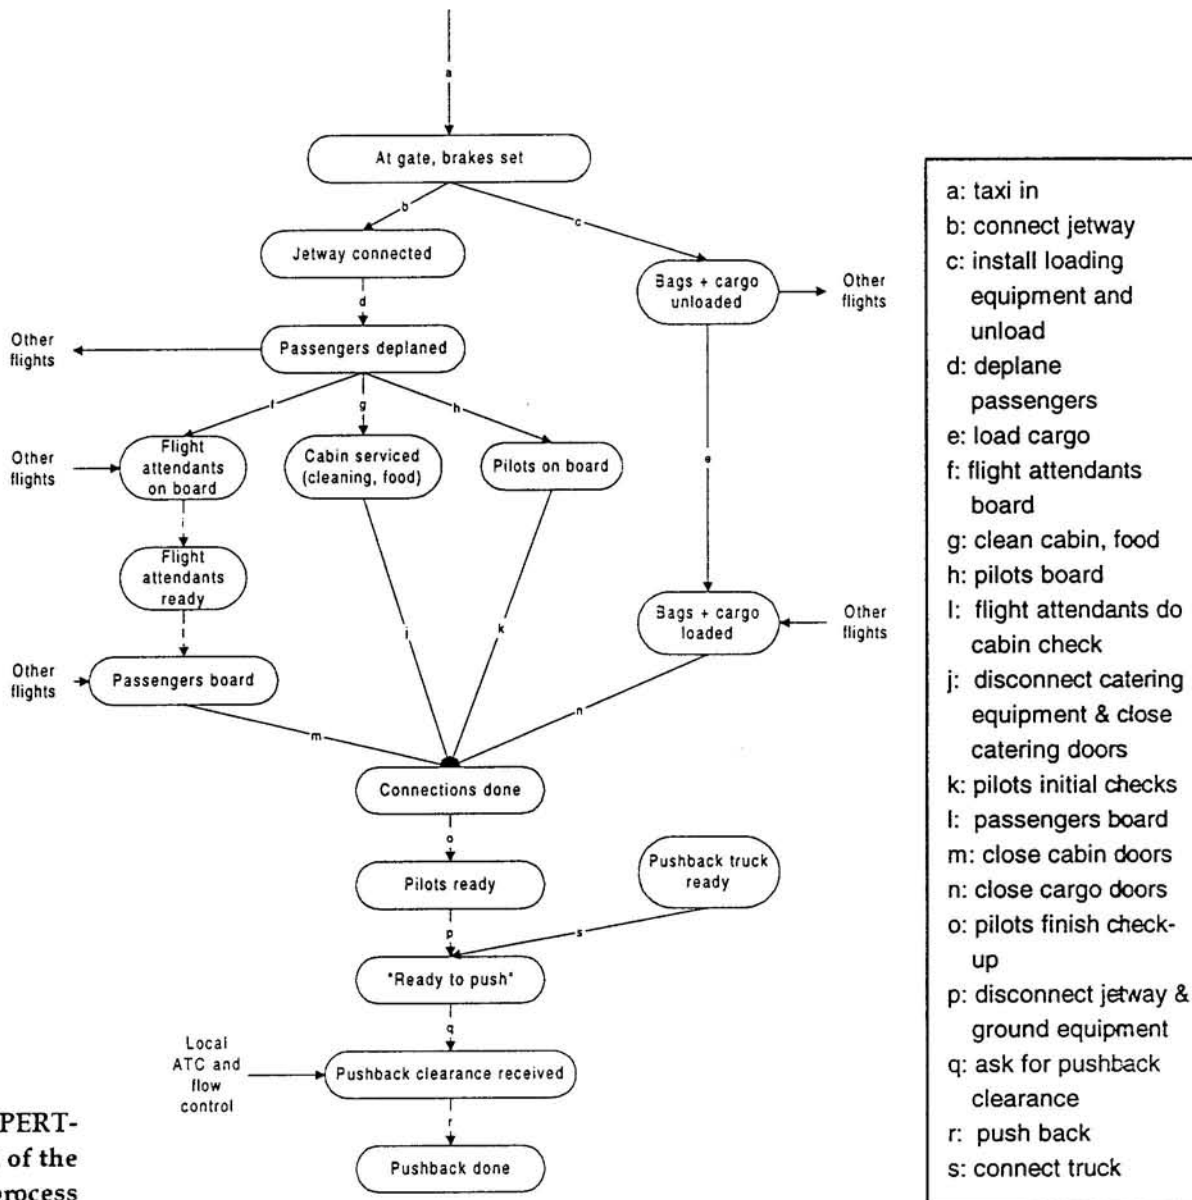 a
At gate, brakes set
b
c
Jetway connected
Bags + cargo
unloaded
Other
flights
d
Other
flights
Passengers deplaned
f
g
h
Other
flights
Flight
attendants
on board
Cabin serviced
(cleaning, food)
Pilots on board
e
i
Flight
attendants
ready
j
k
l
Bags + cargo
loaded
Other
flights
Other
flights
Passengers board
m
n
Connections done
o
Pilots ready
Pushback truck
ready
p
s
"Ready to push"
q
Local
ATC and
flow
control
Pushback clearance received
r
Pushback done
PERT-
of the
process
a: taxi in
b: connect jetway
c: install loading
equipment and
unload
d: deplane
passengers
e: load cargo
f: flight attendants
board
g: clean cabin, food
h: pilots board
I: flight attendants do
cabin check
j: disconnect catering
equipment & close
catering doors
k: pilots initial checks
l: passengers board
m: close cabin doors
n: close cargo doors
o: pilots finish check-
up
p: disconnect jetway &
ground equipment
q: ask for pushback
clearance
r: push back
s: connect truck